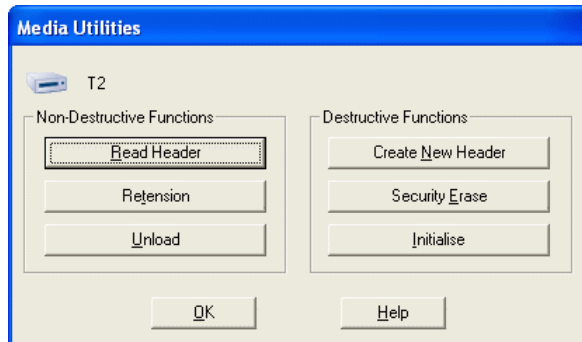 Media Utilities
T2
Non-Destructive Functions
Read Header
Retension
Unload
Destructive Functions
Create New Header
Security Erase
Initialise
OK
Help